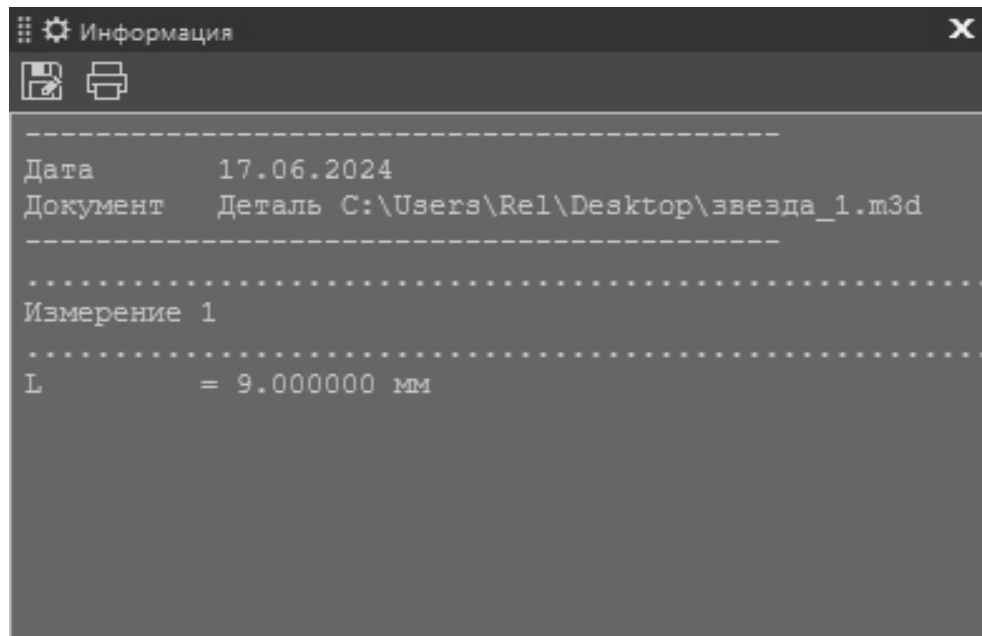 Информация
-------------------------------------------
Дата 17.06.2024
Документ Деталь C:\Users\Rel\Desktop\звезда_1.m3d
-------------------------------------------
......................................................
Измерение 1
......................................................
L = 9.000000 мм